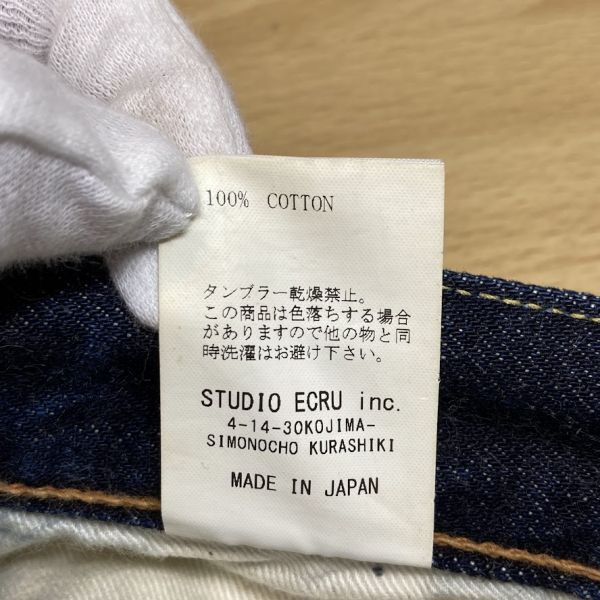 100% COTTON
タンブラー乾燥禁止。
この商品は色落ちする場合
がありますので他の物と同
時洗濯はお避け下さい。
STUDIO ECRU inc.
4-14-30KOJIMA-
SIMONOCHO KURASHIKI
MADE IN JAPAN